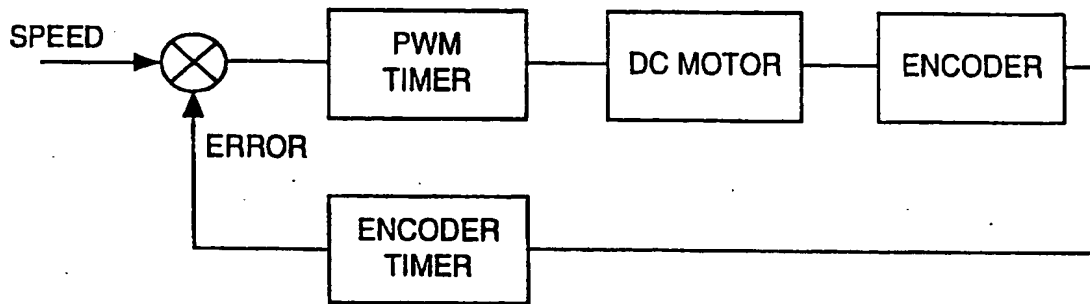 SPEED
PWM
TIMER
DC MOTOR
ENCODER
ERROR
ENCODER
TIMER